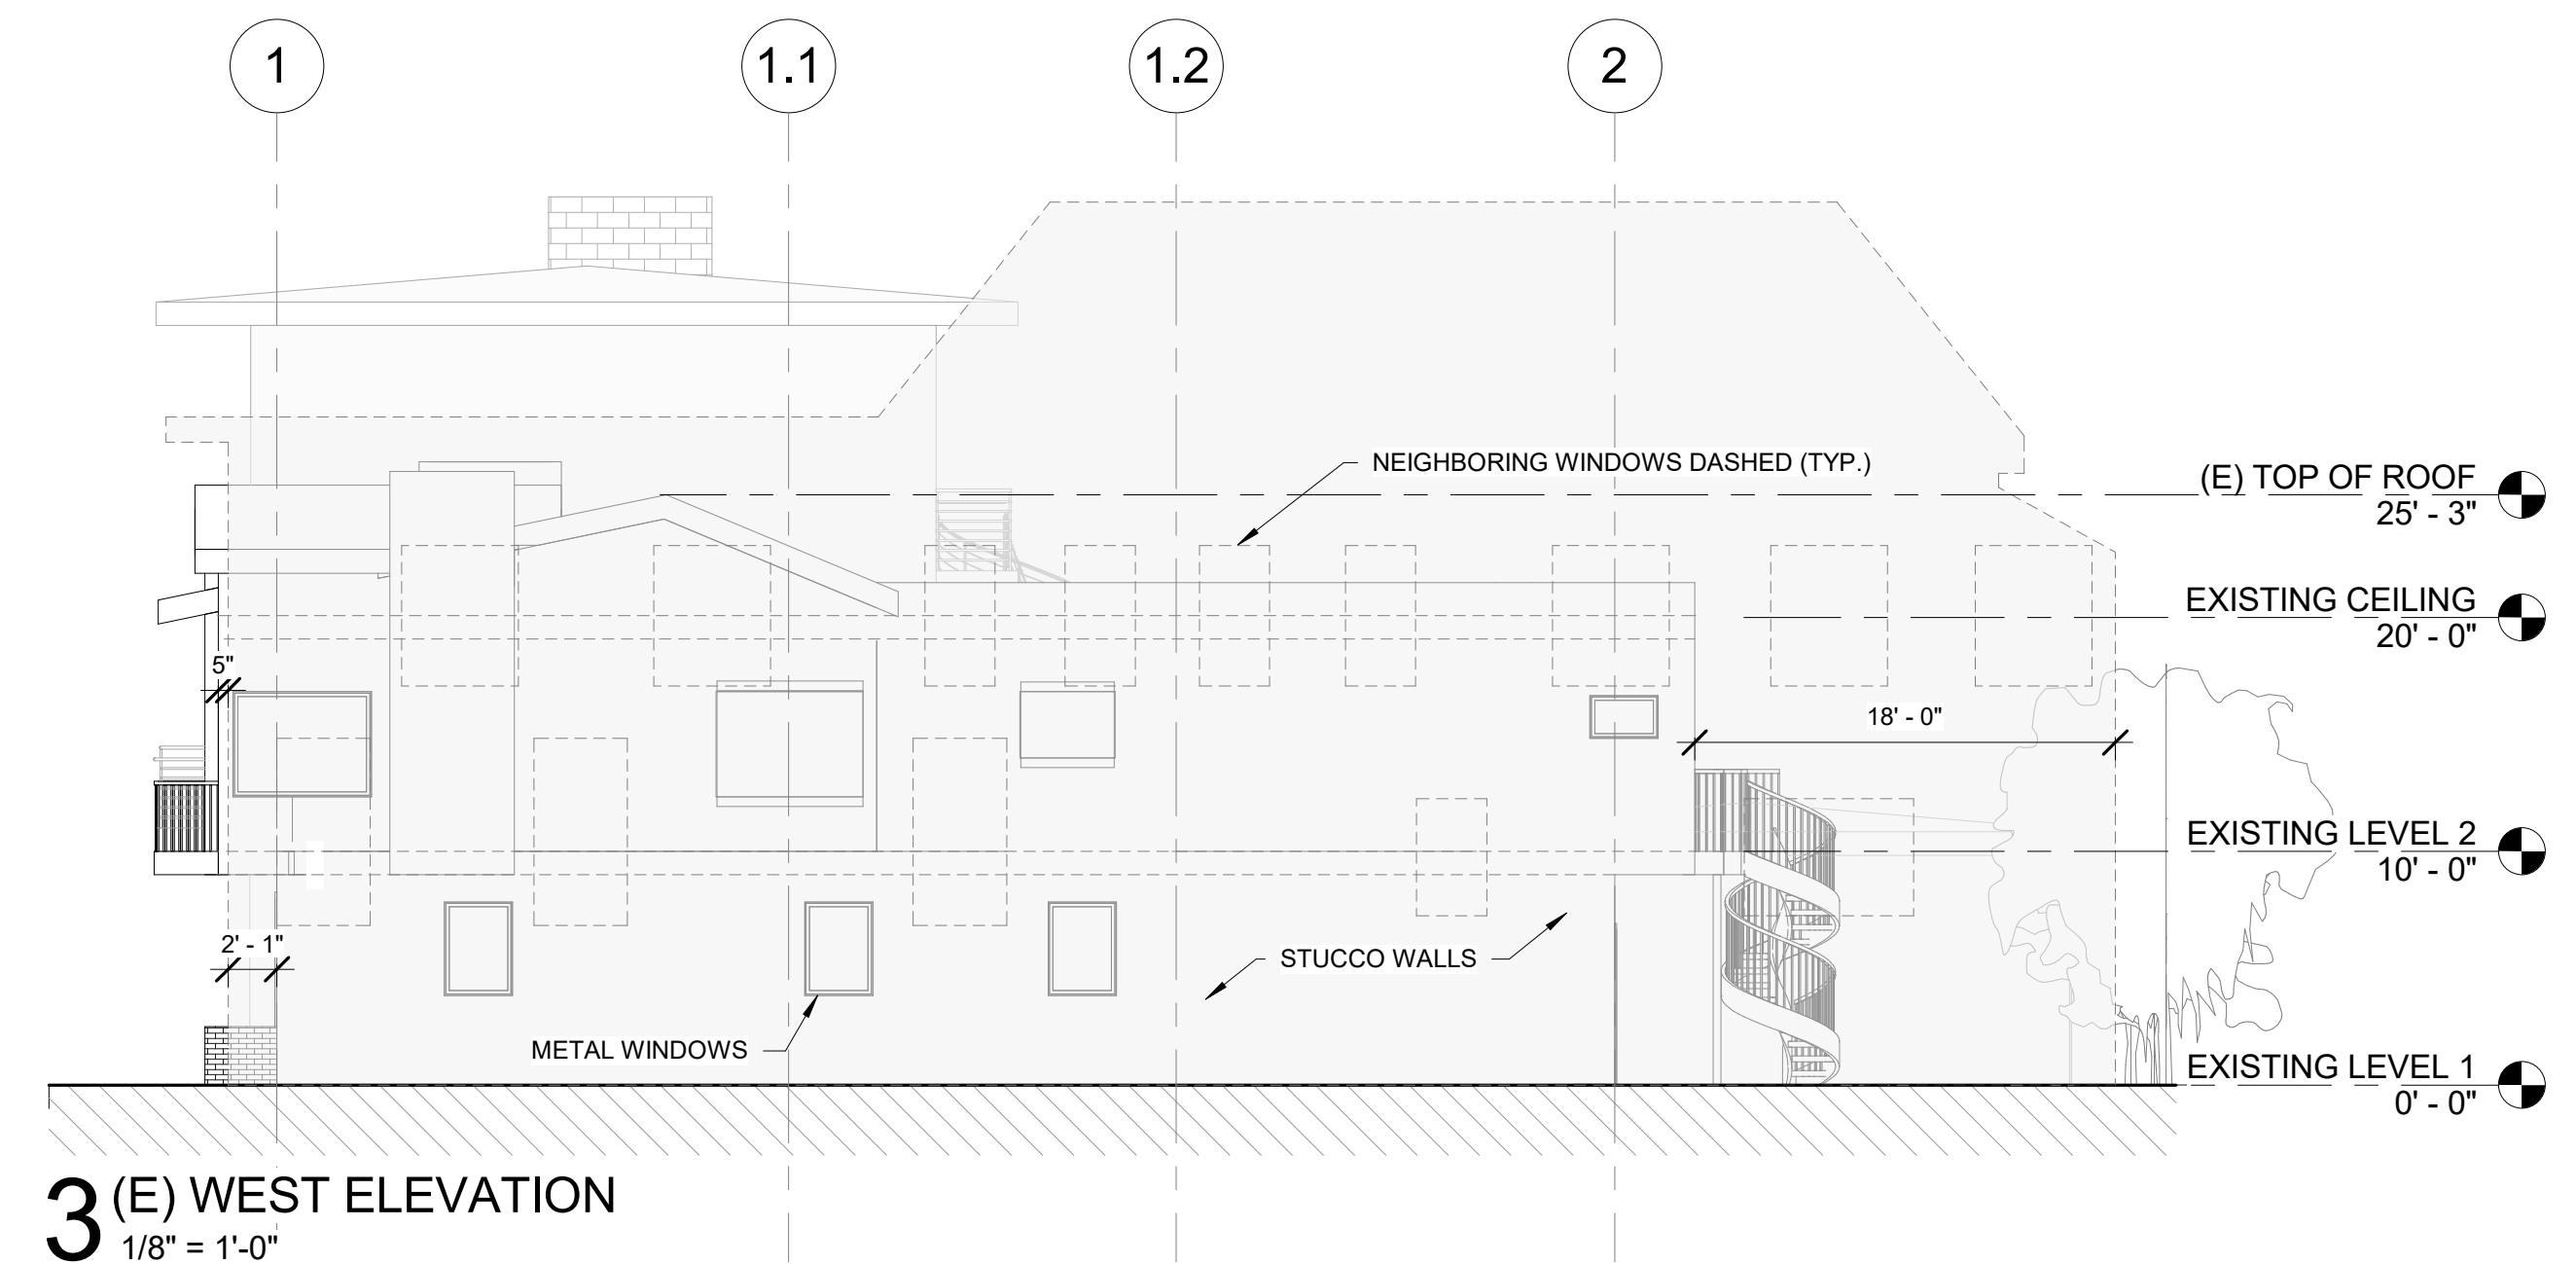 1
1.1
1.2
2
NEIGHBORING WINDOWS DASHED (TYP.)
(E) TOP OF ROOF
25' - 3"
EXISTING CEILING
20' - 0"
5"
18' - 0"
EXISTING LEVEL 2
10' - 0"
2' - 1"
STUCCO WALLS
METAL WINDOWS
EXISTING LEVEL 1
0' - 0"
3
(E) WEST ELEVATION
1/8" = 1'-0"